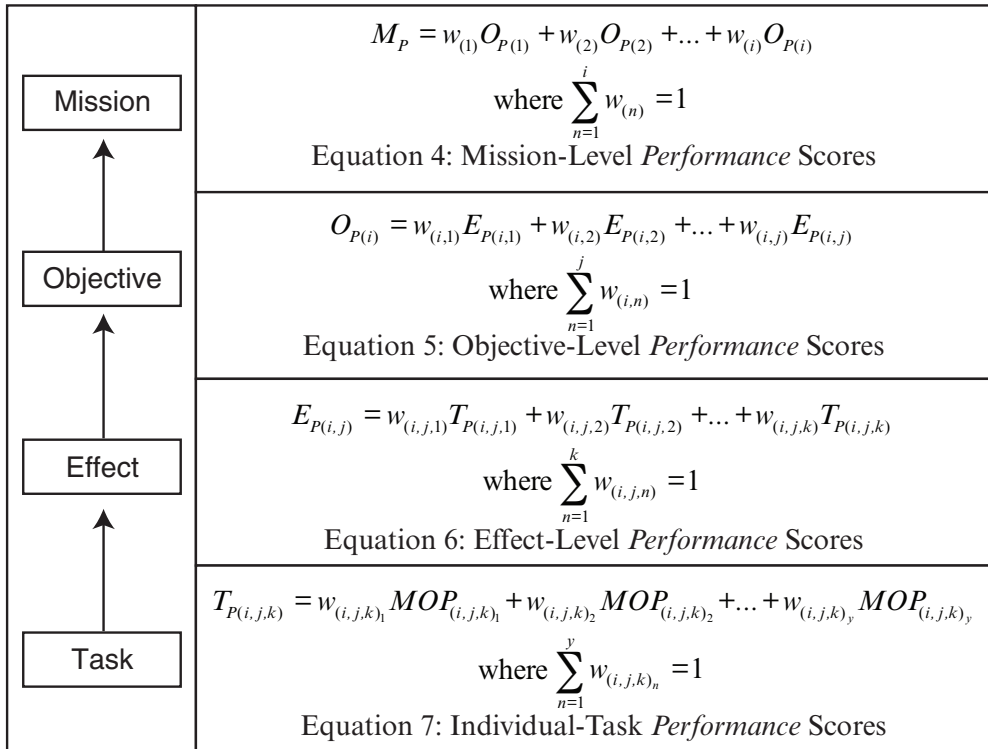 Mission
Objective
Effect
Task
M_P = w_(1) O_P(1) + w_(2) O_P(2) +...+ w_(i) O_P(i)
where ∑_{n=1}^{i} w_(n) = 1
Equation 4: Mission-Level Performance Scores
O_P(i) = w_(i,1) E_P(i,1) + w_(i,2) E_P(i,2) +...+ w_(i,j) E_P(i,j)
where ∑_{n=1}^{j} w_(i,n) = 1
Equation 5: Objective-Level Performance Scores
E_P(i,j) = w_(i,j,1) T_P(i,j,1) + w_(i,j,2) T_P(i,j,2) +...+ w_(i,j,k) T_P(i,j,k)
where ∑_{n=1}^{k} w_(i,j,n) = 1
Equation 6: Effect-Level Performance Scores
T_P(i,j,k) = w_(i,j,k)_1 MOP_(i,j,k)_1 + w_(i,j,k)_2 MOP_(i,j,k)_2 +...+ w_(i,j,k)_y MOP_(i,j,k)_y
where ∑_{n=1}^{y} w_(i,j,k)_n = 1
Equation 7: Individual-Task Performance Scores